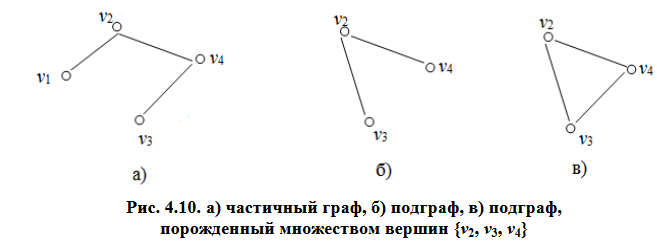 v2
v1
v4
v3
а)
v2
v4
v3
б)
v2
v4
v3
в)
Рис. 4.10. а) частичный граф, б) подграф, в) подграф,
порожденный множеством вершин {v2, v3, v4}